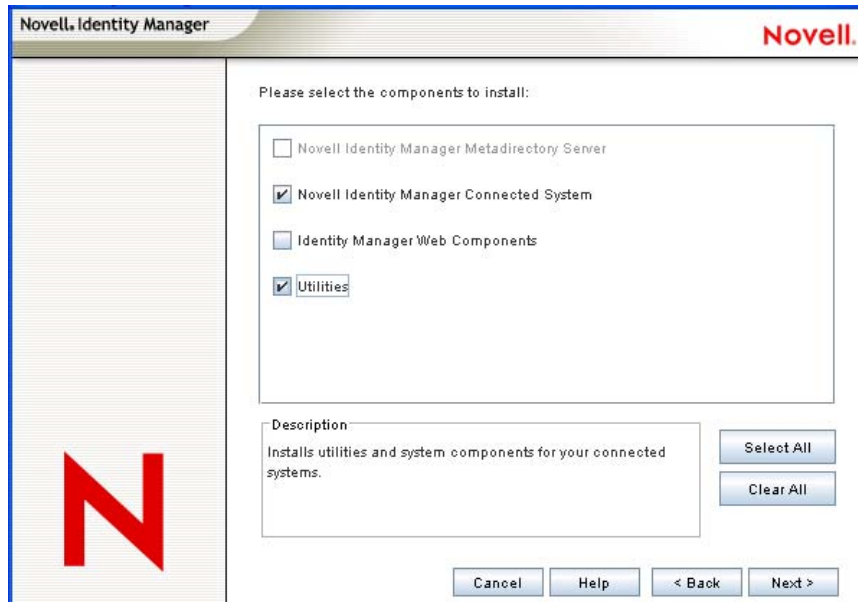 Novell. Identity Manager
Novell.
Please select the components to install:
Novell Identity Manager Metadirectory Server
Novell Identity Manager Connected System
Identity Manager Web Components
Utilities
Description
Installs utilities and system components for your connected
systems.
Select All
Clear All
N
Cancel
Help
< Back
Next >